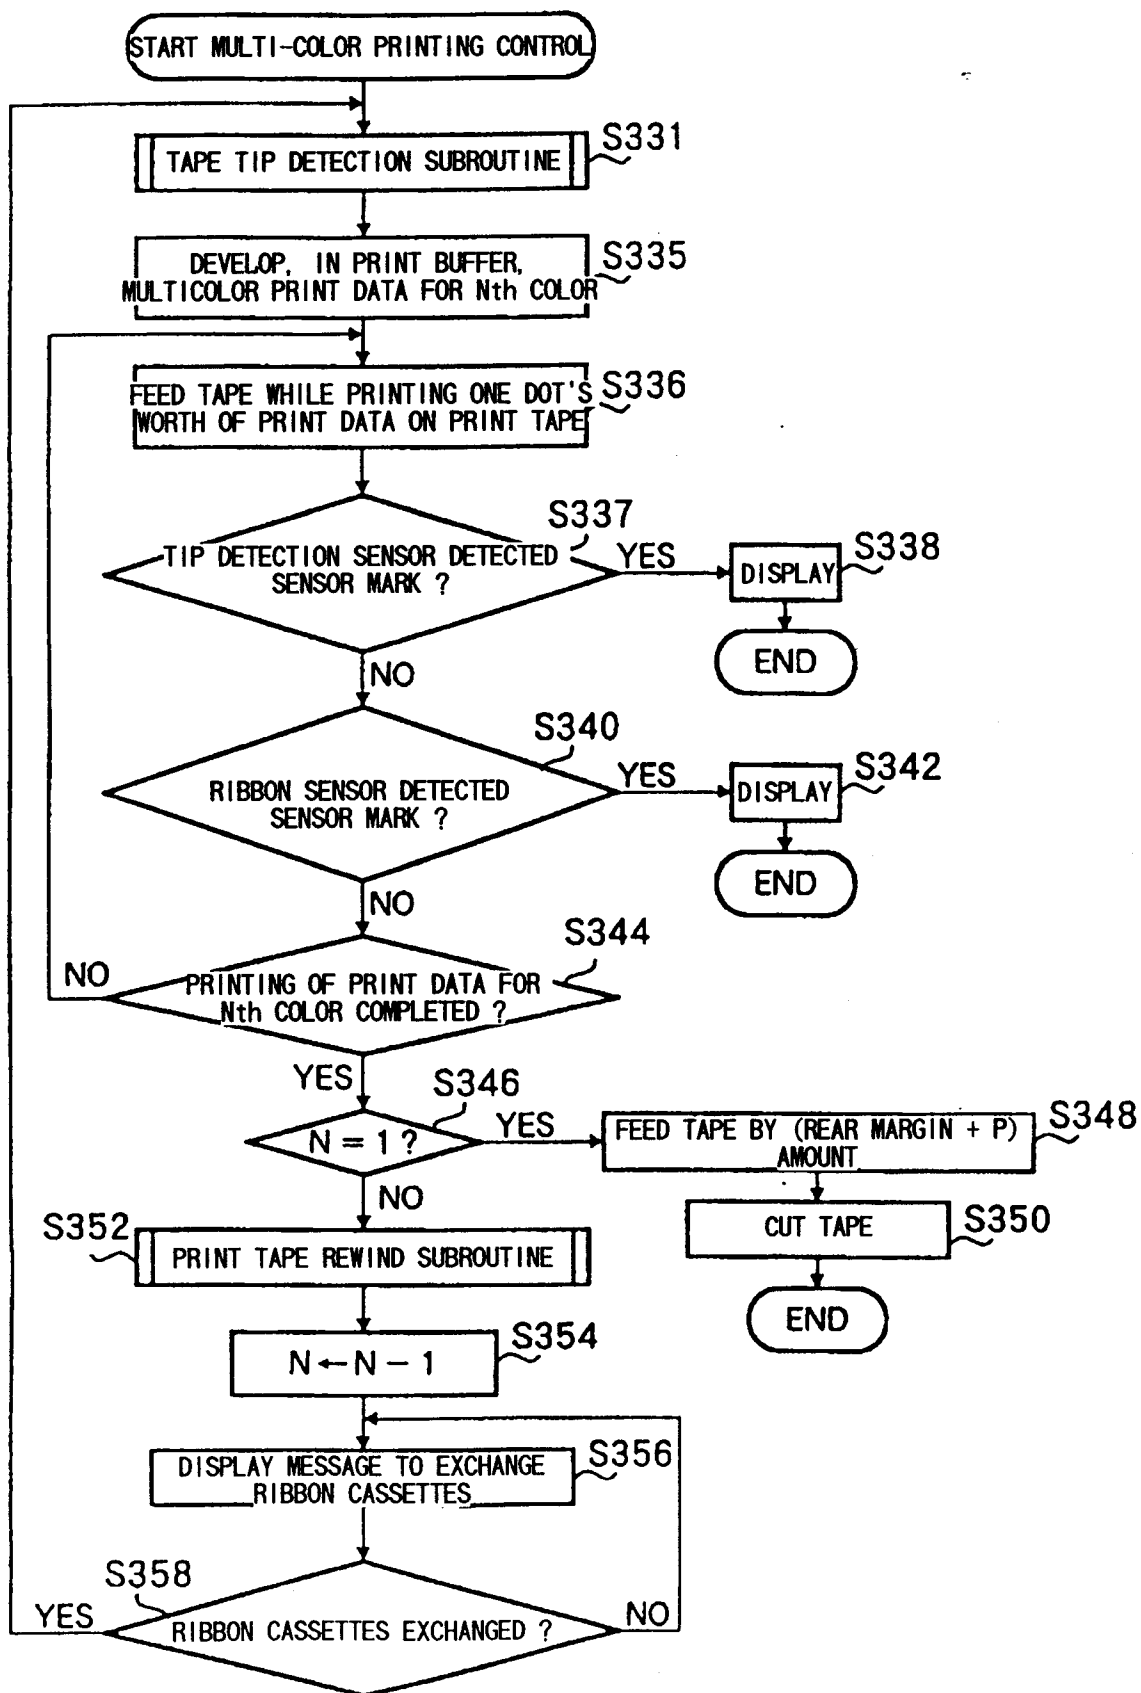 START MULTI-COLOR PRINTING CONTROL
TAPE TIP DETECTION SUBROUTINE
S331
DEVELOP, IN PRINT BUFFER,
MULTICOLOR PRINT DATA FOR Nth COLOR
S335
FEED TAPE WHILE PRINTING ONE DOT'S
WORTH OF PRINT DATA ON PRINT TAPE
S336
TIP DETECTION SENSOR DETECTED
SENSOR MARK ?
S337
YES
DISPLAY
S338
END
NO
RIBBON SENSOR DETECTED
SENSOR MARK ?
S340
YES
DISPLAY
S342
END
NO
PRINTING OF PRINT DATA FOR
Nth COLOR COMPLETED ?
S344
NO
YES
N = 1 ?
S346
YES
FEED TAPE BY (REAR MARGIN + P)
AMOUNT
S348
CUT TAPE
S350
END
NO
S352
PRINT TAPE REWIND SUBROUTINE
N ← N - 1
S354
DISPLAY MESSAGE TO EXCHANGE
RIBBON CASSETTES
S356
S358
YES
RIBBON CASSETTES EXCHANGED ?
NO